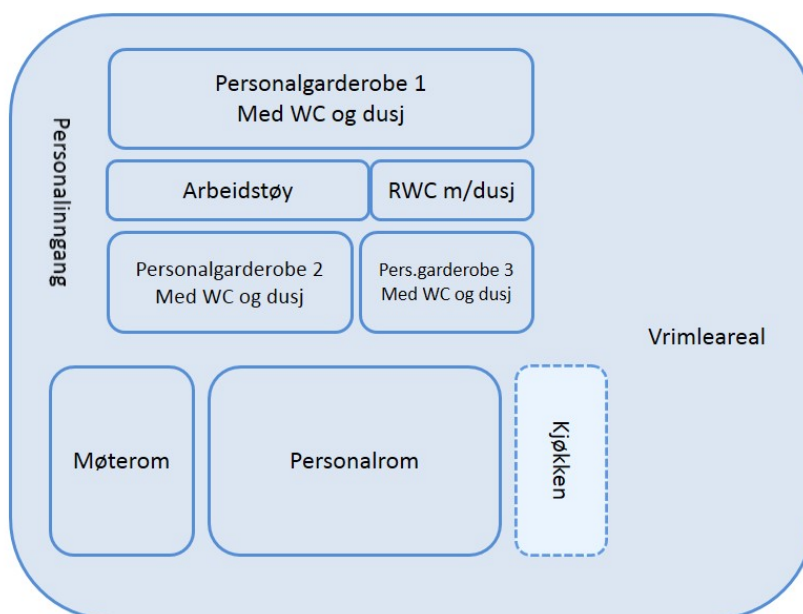 Personalgarderobe 1
Med WC og dusj
Personalinngang
Arbeidstøy
RWC m/dusj
Personalgarderobe 2
Med WC og dusj
Pers.garderobe 3
Med WC og dusj
Vrimleareal
Møterom
Personalrom
Kjøkken